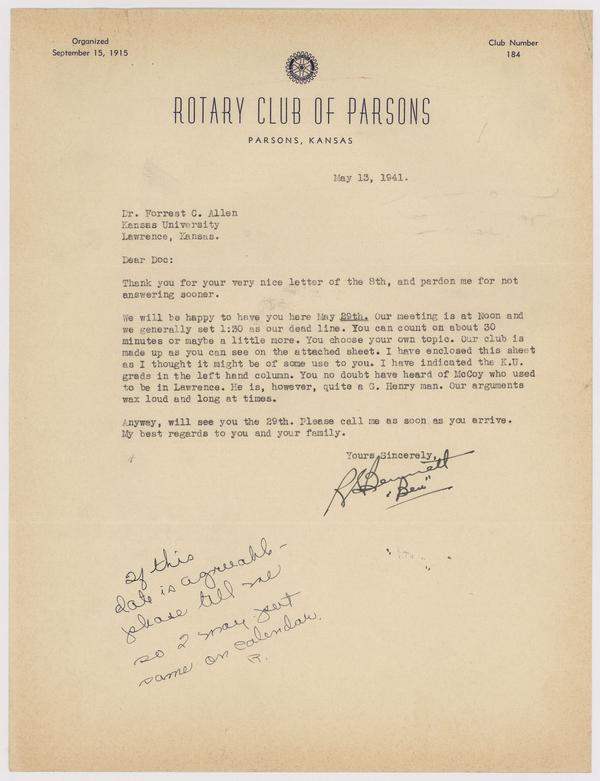 Organized
September 15, 1915
Club Number
184
ROTARY CLUB OF PARSONS
PARSONS, KANSAS
May 13, 1941.
Dr. Forrest C. Allen
Kansas University
Lawrence, Kansas.
Dear Doc:
Thank you for your very nice letter of the 8th, and pardon me for not
answering sooner.
We will be happy to have you here May 29th. Our meeting is at Noon and
we generally set 1:30 as our dead line. You can count on about 30
minutes or maybe a little more. You choose your own topic. Our club is
made up as you can see on the attached sheet. I have enclosed this sheet
as I thought it might be of some use to you. I have indicated the K.U.
grads in the left hand column. You no doubt have heard of McCoy who used
to be in Lawrence. He is, however, quite a G. Henry man. Our arguments
wax loud and long at times.
Anyway, will see you the 29th. Please call me as soon as you arrive.
My best regards to you and your family.
Yours Sincerely,
Bennett
"Ben"
If this
date is agreeable -
please tell me
so I may put
same on calendar.